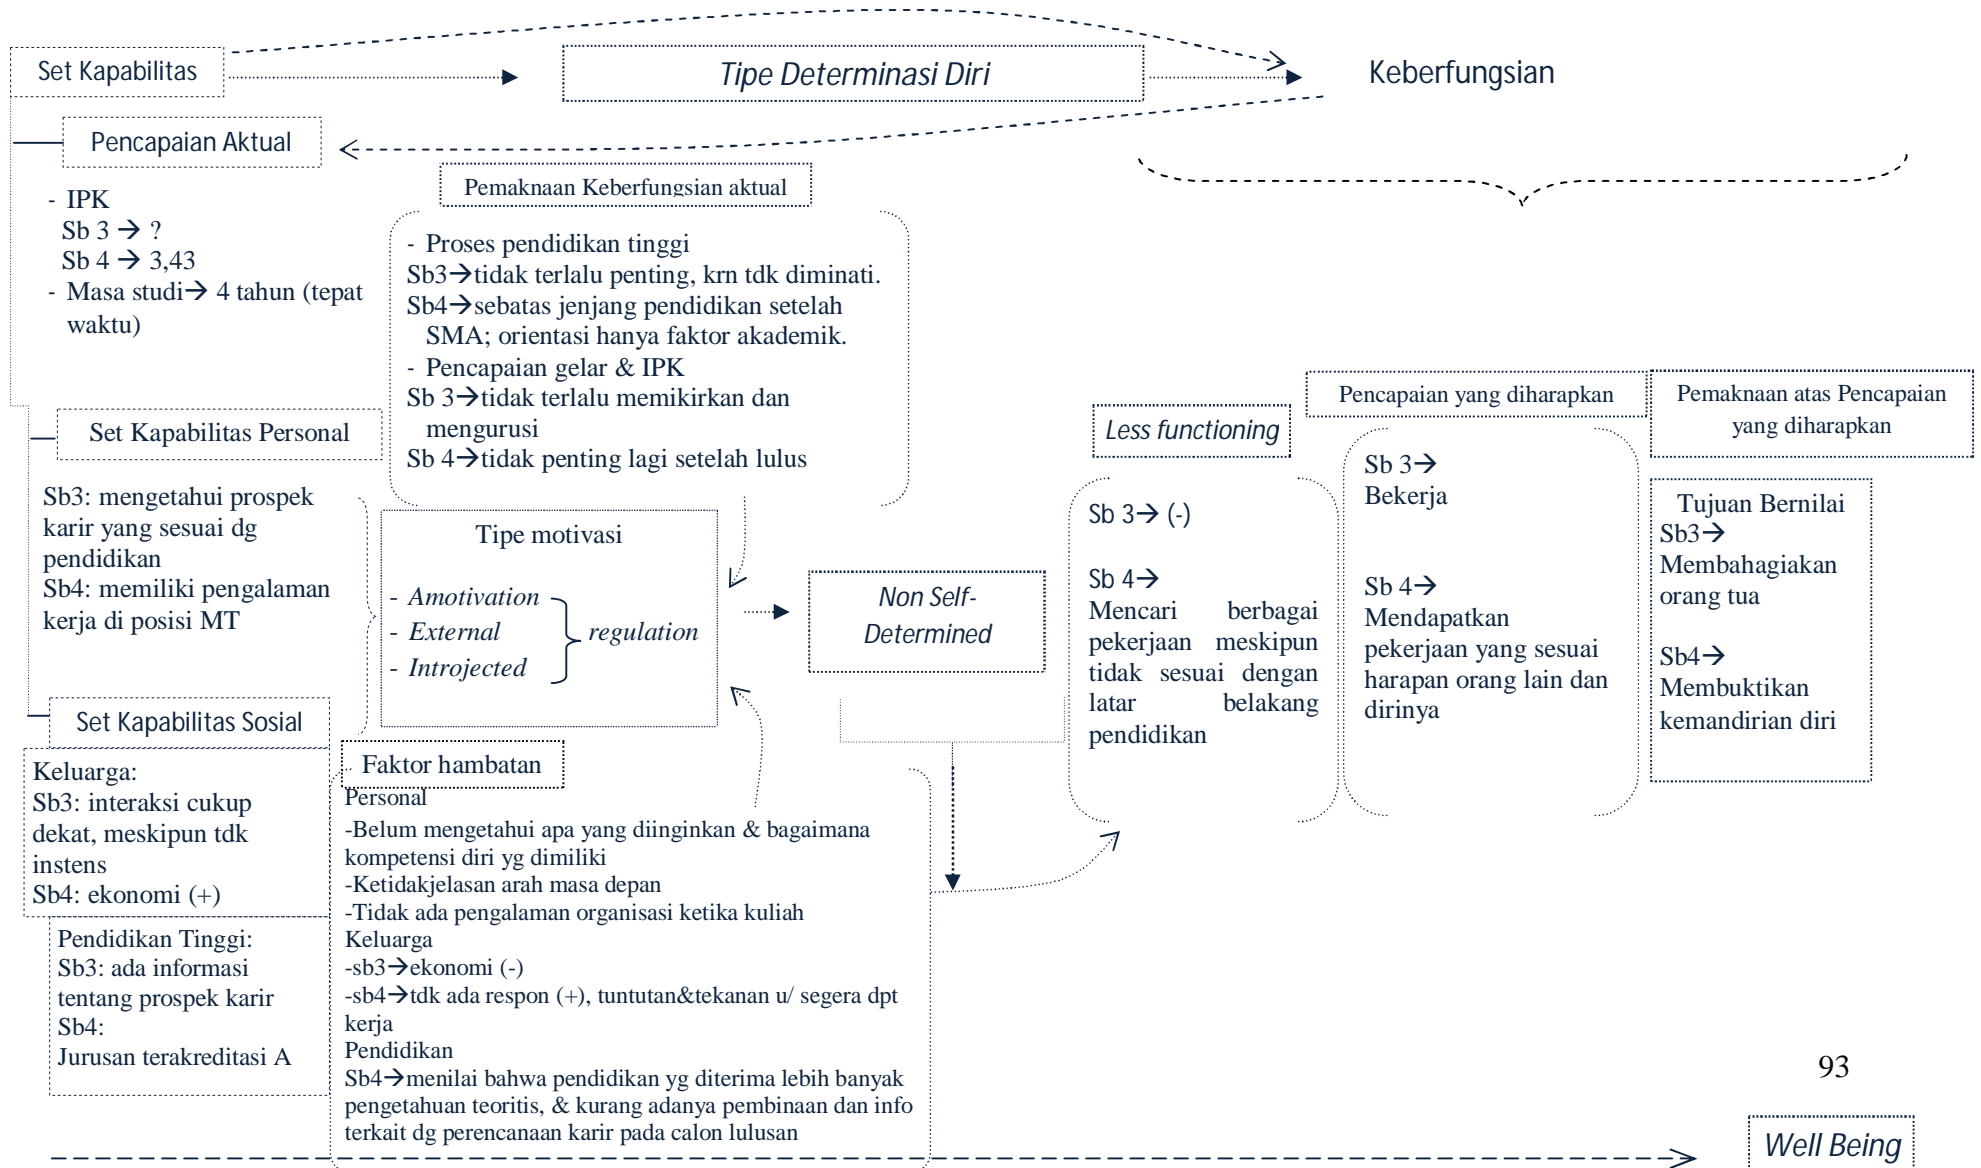 Set Kapabilitas
Tipe Determinasi Diri
Keberfungsian
Pencapaian Aktual
- IPK
Sb 3 → ?
Sb 4 → 3,43
- Masa studi→ 4 tahun (tepat
waktu)
Pemaknaan Keberfungsian aktual
- Proses pendidikan tinggi
Sb3→tidak terlalu penting, krn tdk diminati.
Sb4→sebatas jenjang pendidikan setelah
SMA; orientasi hanya faktor akademik.
- Pencapaian gelar & IPK
Sb 3→tidak terlalu memikirkan dan
mengurusi
Sb 4→tidak penting lagi setelah lulus
Set Kapabilitas Personal
Sb3: mengetahui prospek
karir yang sesuai dg
pendidikan
Sb4: memiliki pengalaman
kerja di posisi MT
Tipe motivasi
- Amotivation
- External
- Introjected
regulation
Non Self-
Determined
Less functioning
Sb 3→ (-)
Sb 4→
Mencari berbagai
pekerjaan meskipun
tidak sesuai dengan
latar belakang
pendidikan
Pencapaian yang diharapkan
Sb 3→
Bekerja
Sb 4→
Mendapatkan
pekerjaan yang sesuai
harapan orang lain dan
dirinya
Pemaknaan atas Pencapaian
yang diharapkan
Tujuan Bernilai
Sb3→
Membahagiakan
orang tua
Sb4→
Membuktikan
kemandirian diri
Set Kapabilitas Sosial
Keluarga:
Sb3: interaksi cukup
dekat, meskipun tdk
instens
Sb4: ekonomi (+)
Pendidikan Tinggi:
Sb3: ada informasi
tentang prospek karir
Sb4:
Jurusan terakreditasi A
Faktor hambatan
Personal
-Belum mengetahui apa yang diinginkan & bagaimana
kompetensi diri yg dimiliki
-Ketidakjelasan arah masa depan
-Tidak ada pengalaman organisasi ketika kuliah
Keluarga
-sb3→ekonomi (-)
-sb4→tdk ada respon (+), tuntutan&tekanan u/ segera dpt
kerja
Pendidikan
Sb4→menilai bahwa pendidikan yg diterima lebih banyak
pengetahuan teoritis, & kurang adanya pembinaan dan info
terkait dg perencanaan karir pada calon lulusan
93
Well Being